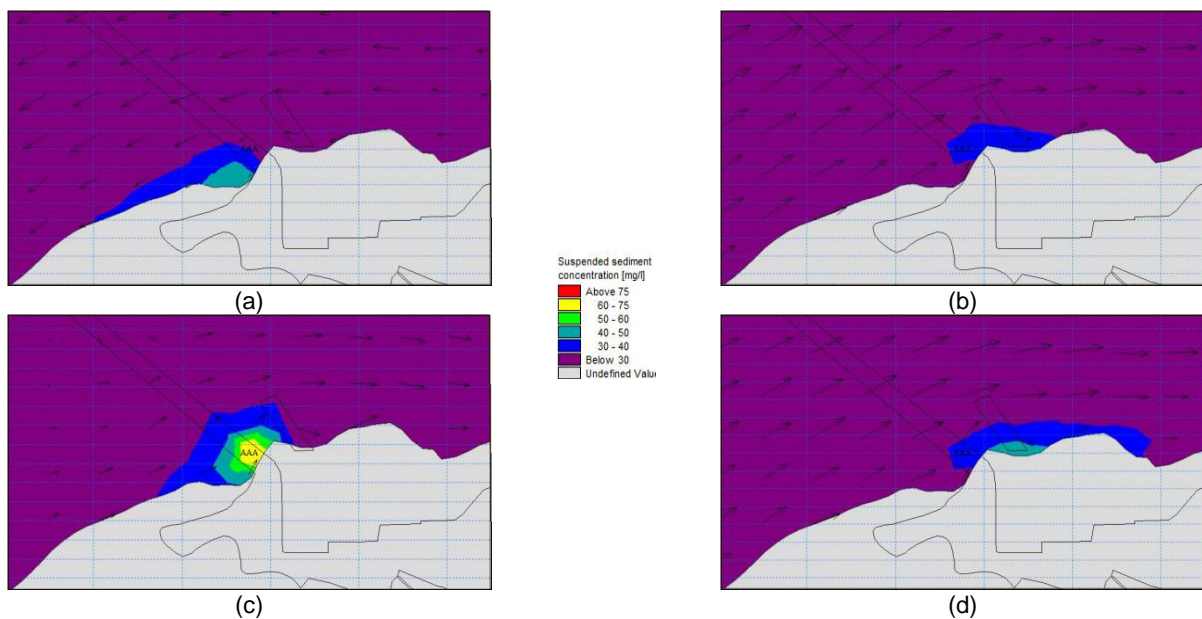 AAA
AAA
(a)
(b)
Suspended sediment
concentration [mg/l]
Above 75
60 - 75
50 - 60
40 - 50
30 - 40
Below 30
Undefined Value
AAA
AAA
(c)
(d)